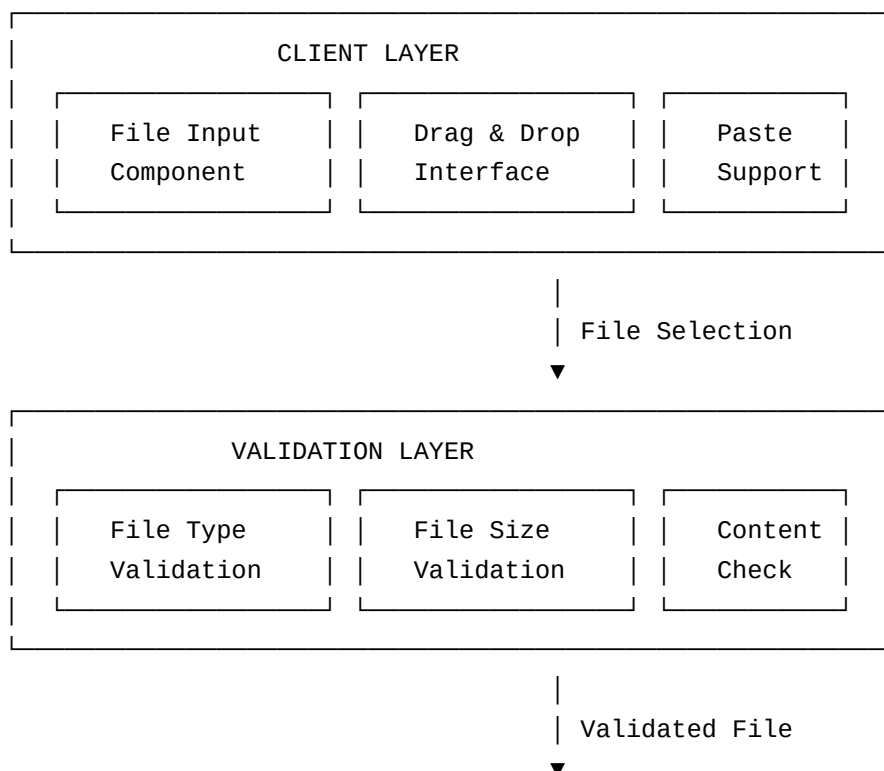 CLIENT LAYER
File Input Drag & Drop Paste
Component Interface Support
File Selection
VALIDATION LAYER
File Type File Size Content
Validation Validation Check
Validated File